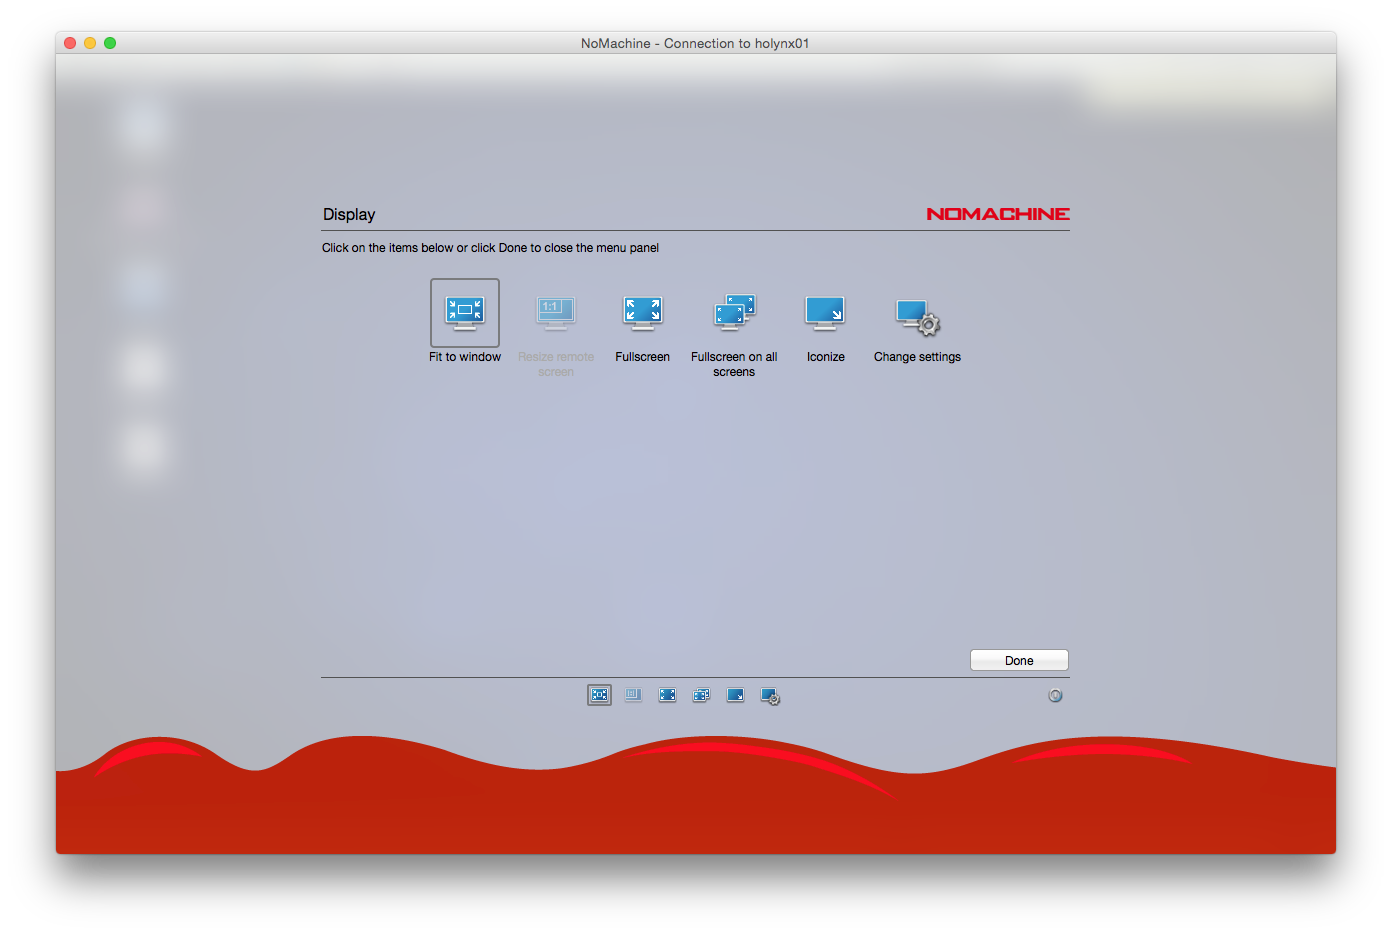 NoMachine - Connection to holynx01
Display
NOMACHINE
Click on the items below or click Done to close the menu panel
1:1
Fit to window
Resize remote
screen
Fullscreen
Fullscreen on all
screens
Iconize
Change settings
Done